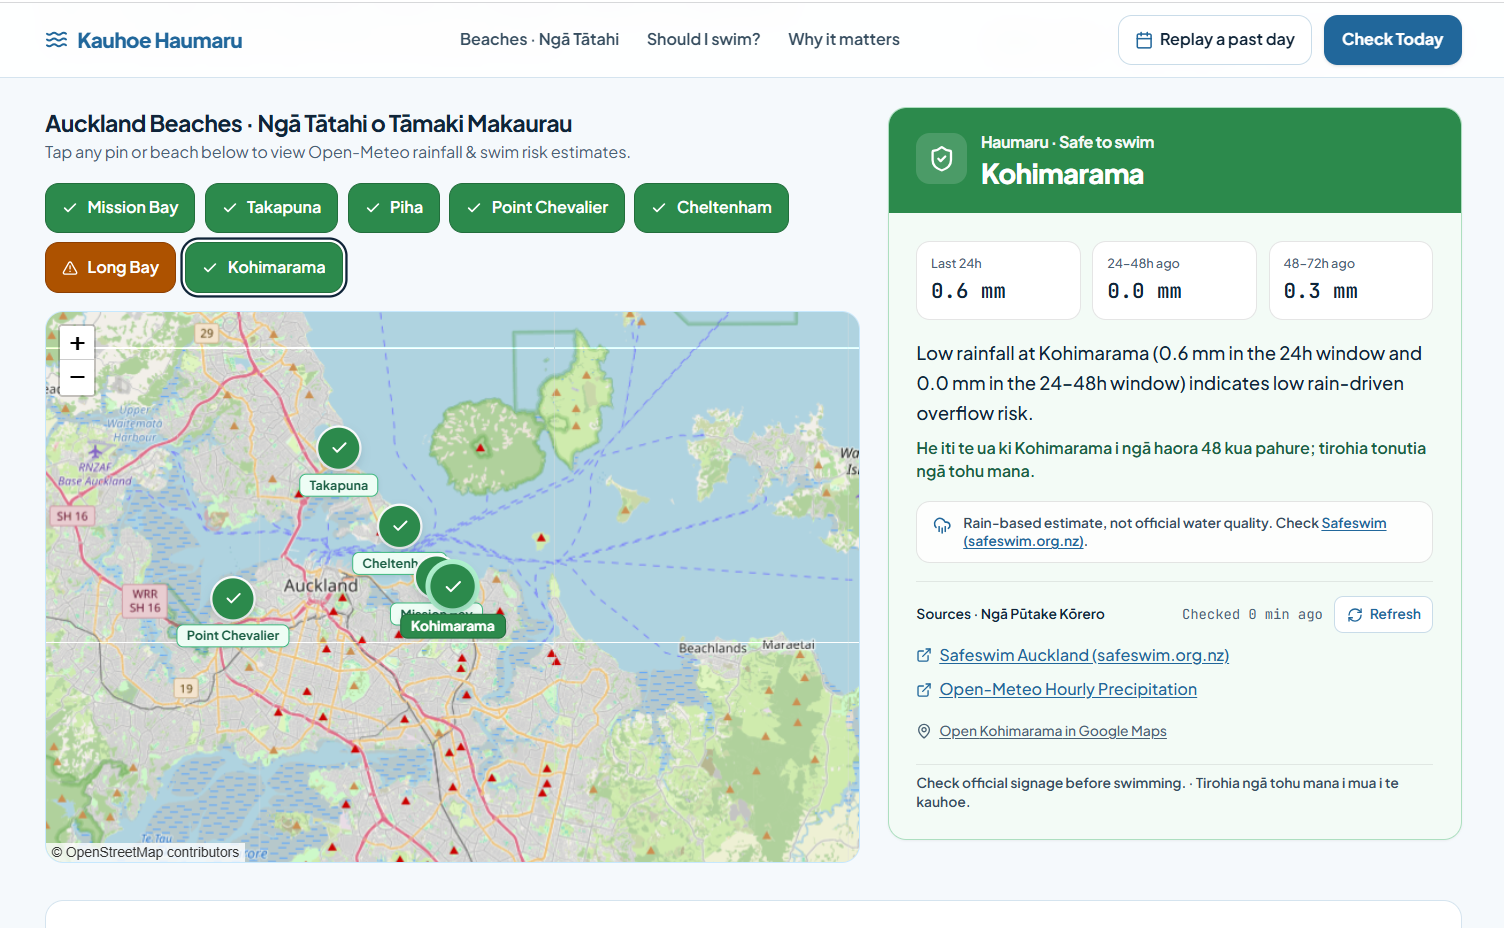 Kauhoe Haumaru
Beaches · Ngā Tātahi
Should I swim?
Why it matters
Replay a past day
Check Today
Auckland Beaches · Ngā Tātahi o Tāmaki Makaurau
Tap any pin or beach below to view Open-Meteo rainfall & swim risk estimates.
Mission Bay
Takapuna
Piha
Point Chevalier
Cheltenham
Long Bay
Kohimarama
+
−
29
Upper
Waitematā
Harbour
RNZAF
Base Auckland
SH 16
Takapuna
Cheltenh
WRR
SH 16
Auckland
Point Chevalier
Kohimarama
Beachlands
Maraetai
19
© OpenStreetMap contributors
Haumaru · Safe to swim
Kohimarama
Last 24h
0.6 mm
24–48h ago
0.0 mm
48–72h ago
0.3 mm
Low rainfall at Kohimarama (0.6 mm in the 24h window and
0.0 mm in the 24–48h window) indicates low rain-driven
overflow risk.
He iti te ua ki Kohimarama i ngā haora 48 kua pahure; tirohia tonutia
ngā tohu mana.
Rain-based estimate, not official water quality. Check Safeswim
(safeswim.org.nz).
Sources · Ngā Pūtake Kōrero
Checked 0 min ago
Refresh
Safeswim Auckland (safeswim.org.nz)
Open-Meteo Hourly Precipitation
Open Kohimarama in Google Maps
Check official signage before swimming. · Tirohia ngā tohu mana i mua i te
kauhoe.